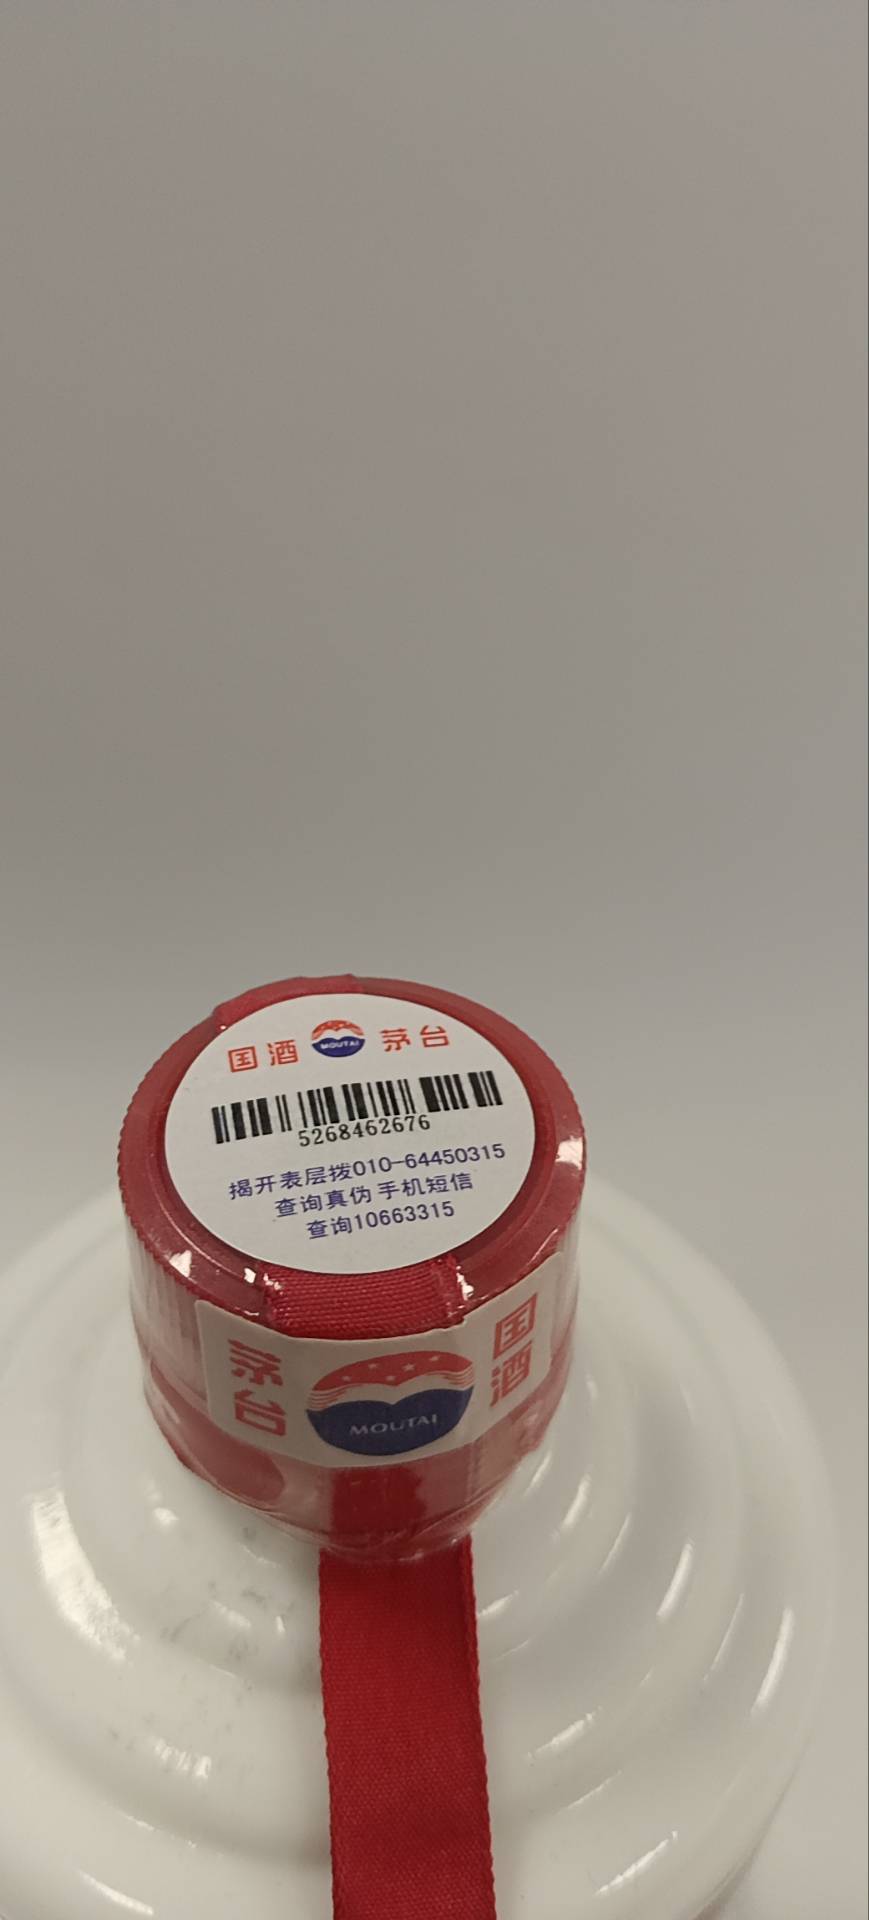 国酒 MOUTAI 茅台
5268462676
揭开表层拨010-64450315
查询真伪 手机短信
查询10663315
茅台 MOUTAI 国酒